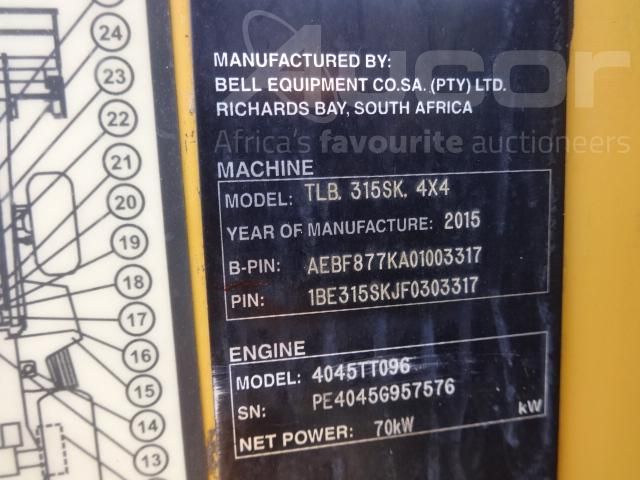 24
23
22
21
20
19
18
17
16
15
14
13
12
Aucor
Africa's favourite auctioneers
MANUFACTURED BY:
BELL EQUIPMENT CO.SA. (PTY) LTD.
RICHARDS BAY, SOUTH AFRICA
MACHINE
MODEL: TLB. 315SK. 4X4
YEAR OF MANUFACTURE: 2015
B-PIN: AEBF877KA01003317
PIN: 1BE315SKJF0303317
ENGINE
MODEL: 4045TT096
SN: PE4045G957576
NET POWER: 70kW kW